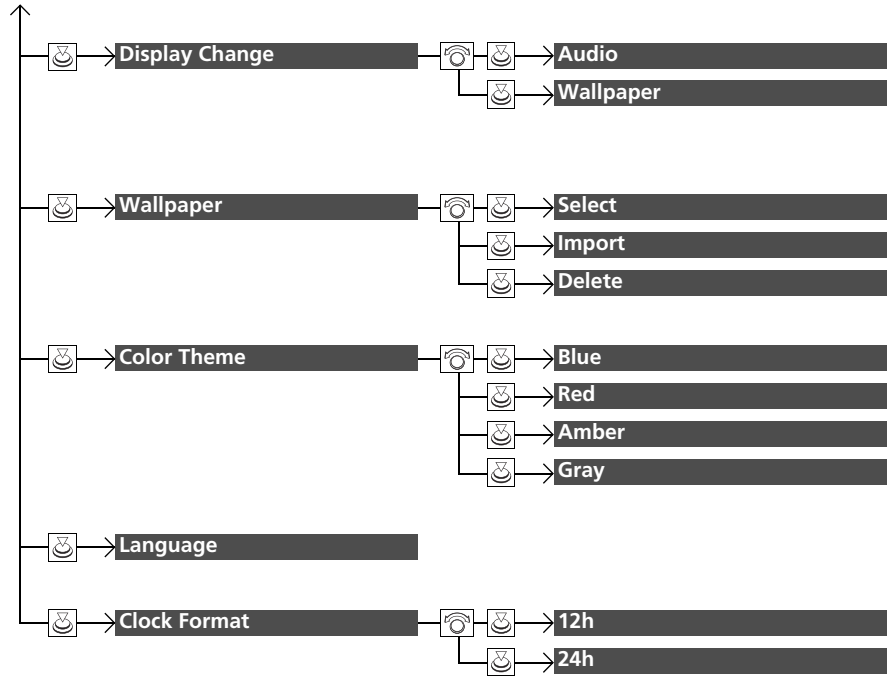 Display Change
Audio
Wallpaper
Wallpaper
Select
Import
Delete
Color Theme
Blue
Red
Amber
Gray
Language
Clock Format
12h
24h